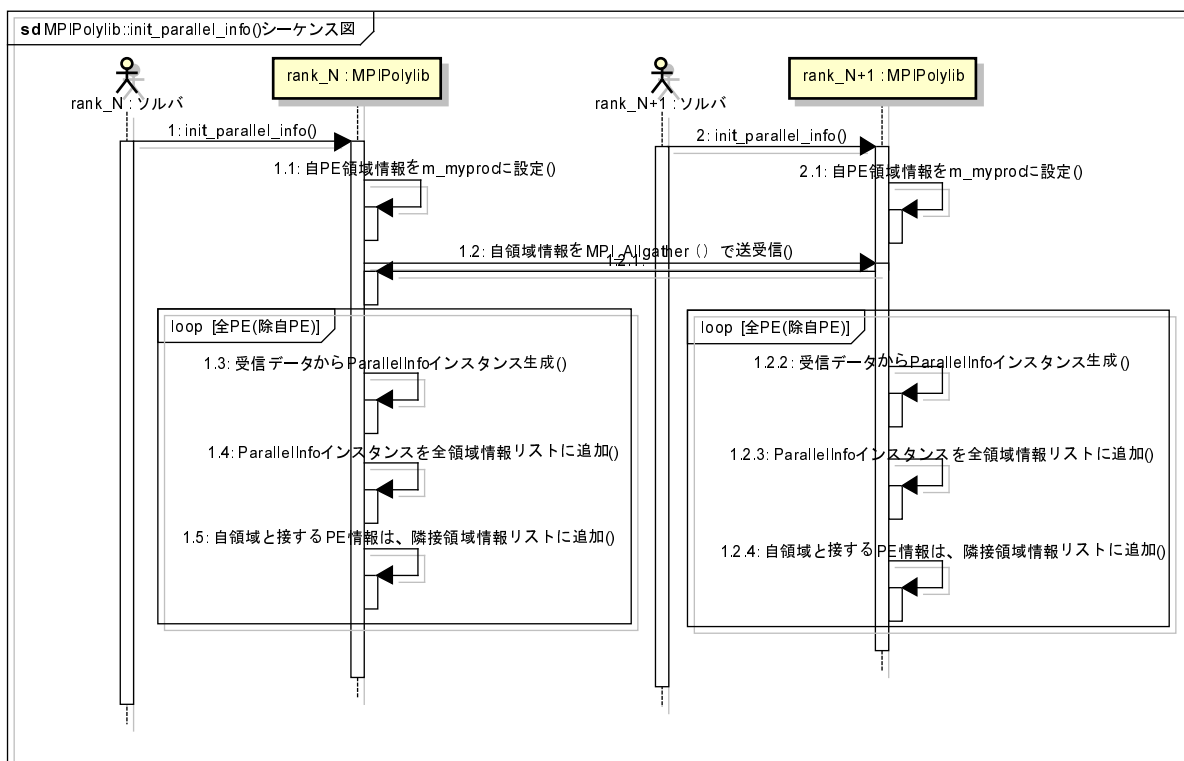 sd MPIPolylib::init_parallel_info()シーケンス図
rank_N : ソルバ
rank_N : MPIPolylib
rank_N+1 : ソルバ
rank_N+1 : MPIPolylib
1: init_parallel_info()
2: init_parallel_info()
1.1: 自PE領域情報をm_myprocに設定()
2.1: 自PE領域情報をm_myprocに設定()
1.2: 自領域情報をMPI_Allgather（）で送受信()
1.2.1:
loop [全PE(除自PE)]
loop [全PE(除自PE)]
1.3: 受信データからParallelInfoインスタンス生成()
1.2.2: 受信データからParallelInfoインスタンス生成()
1.4: ParallelInfoインスタンスを全領域情報リストに追加()
1.2.3: ParallelInfoインスタンスを全領域情報リストに追加()
1.5: 自領域と接するPE情報は、隣接領域情報リストに追加()
1.2.4: 自領域と接するPE情報は、隣接領域情報リストに追加()